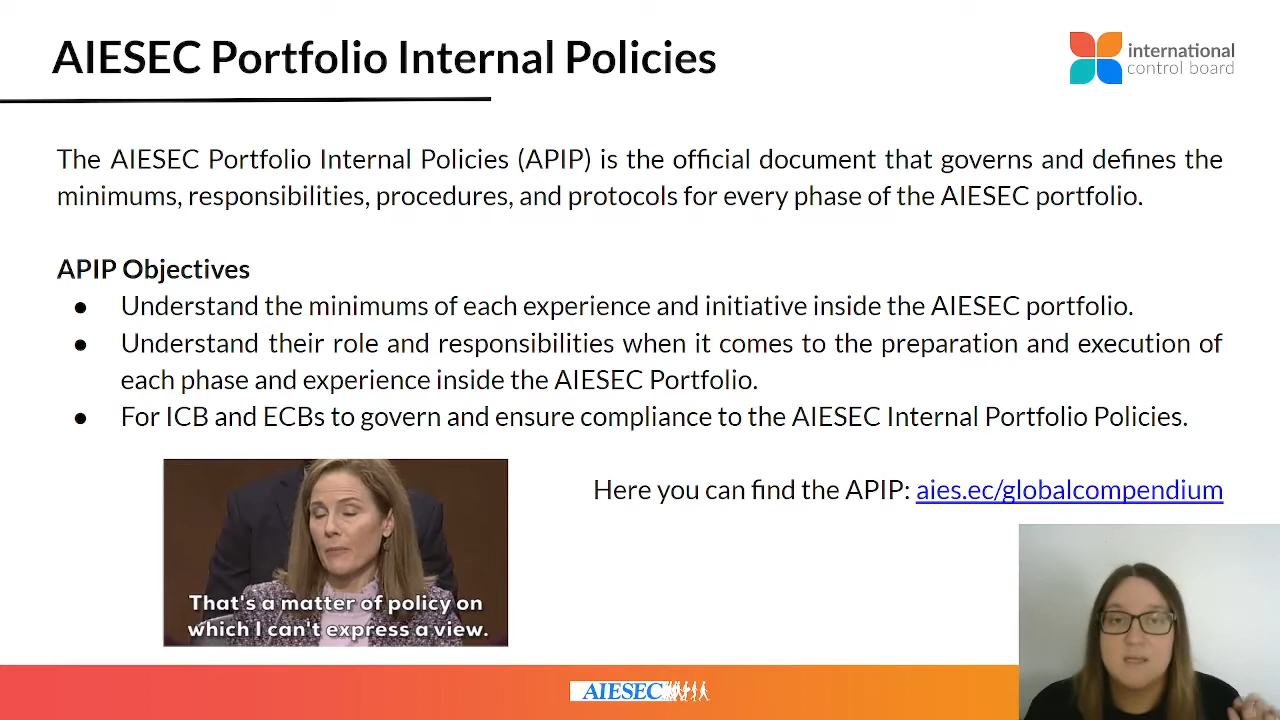 AIESEC Portfolio Internal Policies
international
control board
The AIESEC Portfolio Internal Policies (APIP) is the official document that governs and defines the
minimums, responsibilities, procedures, and protocols for every phase of the AIESEC portfolio.
APIP Objectives
● Understand the minimums of each experience and initiative inside the AIESEC portfolio.
● Understand their role and responsibilities when it comes to the preparation and execution of
each phase and experience inside the AIESEC Portfolio.
● For ICB and ECBs to govern and ensure compliance to the AIESEC Internal Portfolio Policies.
Here you can find the APIP: aies.ec/globalcompendium
That's a matter of policy on
which I can't express a view.
AIESEC